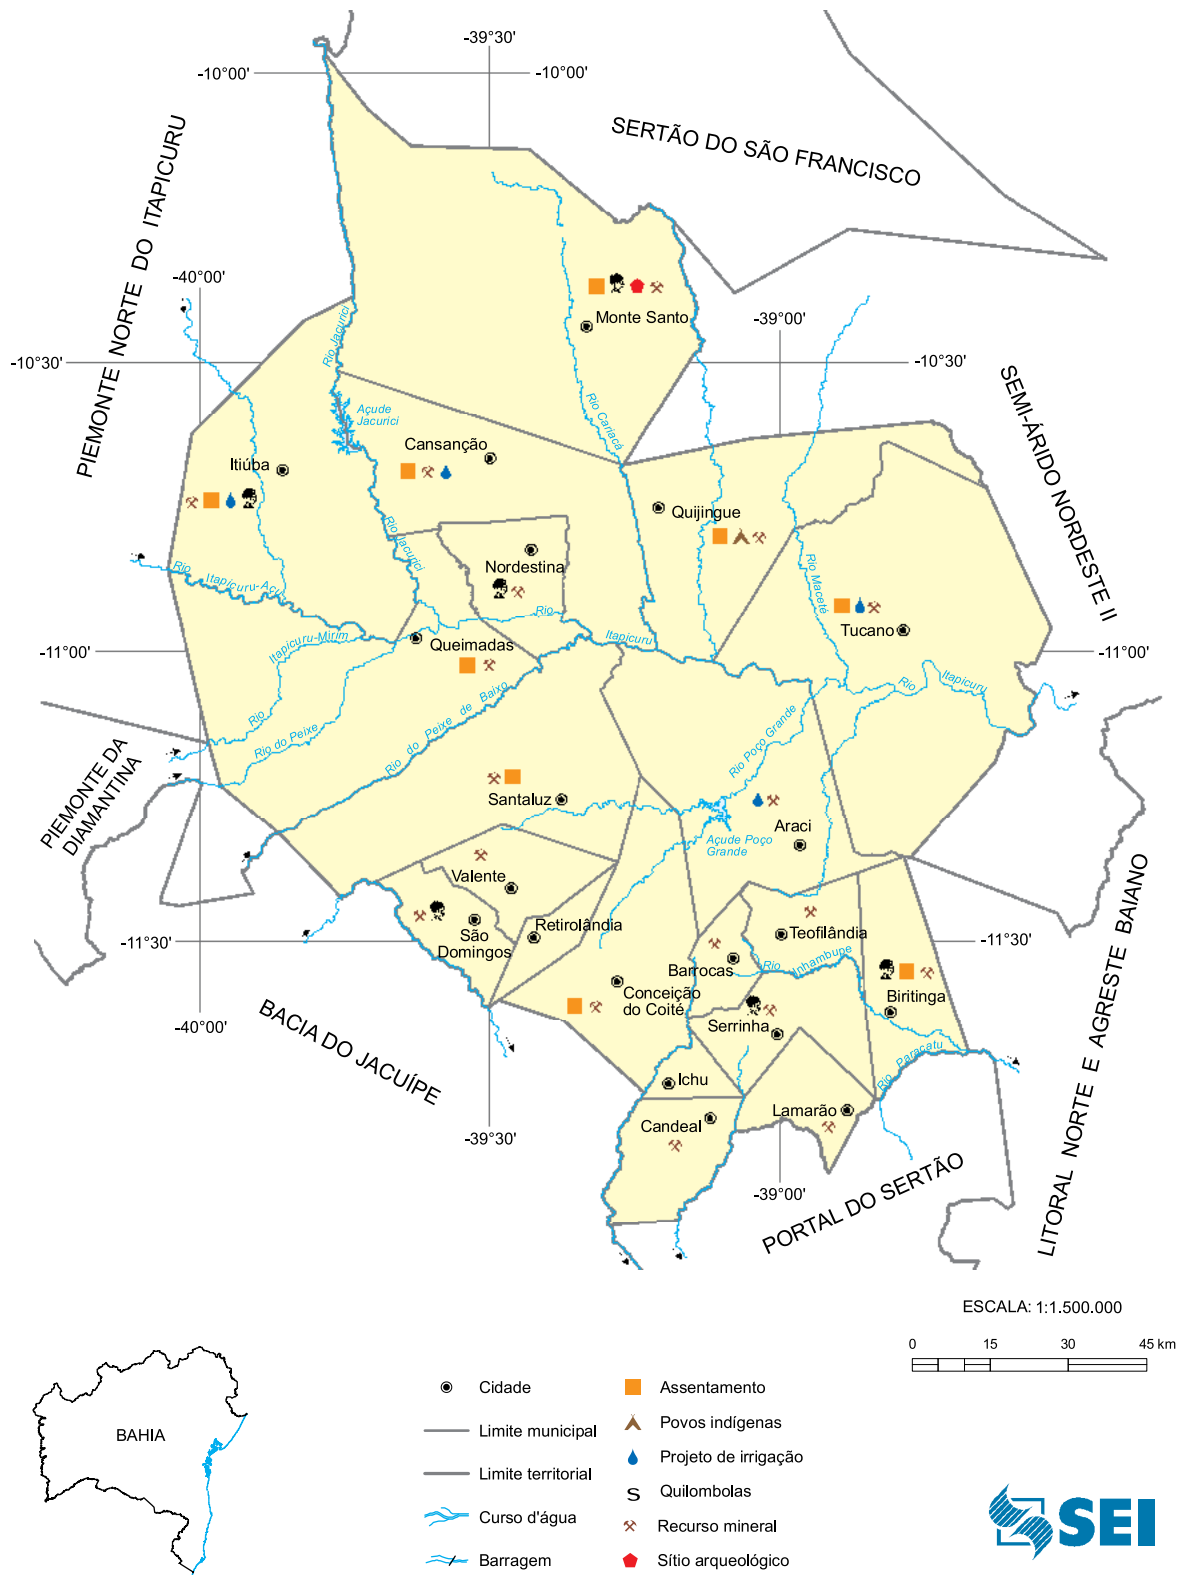 -39°30'
-10°00'
-10°00'
SERTÃO DO SÃO FRANCISCO
PIEMONTE NORTE DO ITAPICURU
-40°00'
Rio Jacurici
Monte Santo
-39°00'
-10°30'
-10°30'
SEMI-ÁRIDO NORDESTE II
Açude
Jacurici
Rio Cariacá
Cansanção
Itiúba
Quijingue
Rio Jacurici
Nordestina
Rio Itapicuru-Açu
Rio Macetê
Rio
Itapicuru
Tucano
Itapicuru-Mirim
Queimadas
-11°00'
-11°00'
Rio
Itapicuru
Rio
Rio do Peixe
Rio do Peixe de Baixo
Rio Poço Grande
PIEMONTE DA
DIAMANTINA
Santaluz
Araci
Açude Poço
Grande
Valente
LITORAL NORTE E AGRESTE BAIANO
Retirolândia
São
Domingos
Teofilândia
-11°30'
-11°30'
Barrocas
Rio Inhambupe
Conceição
do Coité
Biritinga
Serrinha
-40°00'
BACIA DO JACUÍPE
Rio Paracatu
Ichu
Lamarão
Candeal
-39°30'
-39°00'
PORTAL DO SERTÃO
ESCALA: 1:1.500.000
0 15 30 45 km
BAHIA
Cidade
Limite municipal
Limite territorial
Curso d'água
Barragem
Assentamento
Povos indígenas
Projeto de irrigação
S Quilombolas
Recurso mineral
Sítio arqueológico
SEI